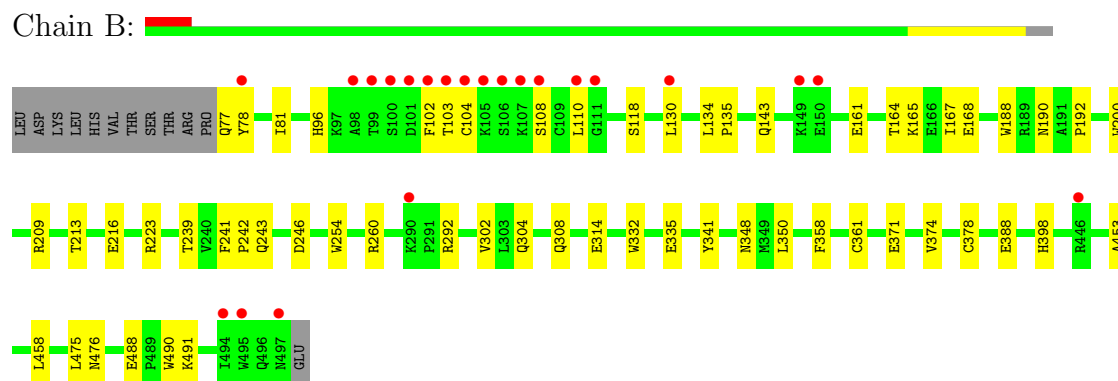 Chain B:
LEU ASP LYS LEU HIS VAL THR SER THR ARG PRO Q77 Y78 I81 H96 K97 A98 T99 S100 D101 F102 T103 C104 K105 S106 K107 S108 C109 L110 G111 S118 L130 L134 P135 Q143 K149 E150 E161 T164 K165 E166 I167 E168 W188 R189 N190 A191 P192
R209 T213 E216 R223 T239 V240 F241 P242 Q243 D246 W254 R260 K290 P291 R292 V302 L303 Q304 Q308 E314 W332 E335 Y341 N348 M349 L350 F358 C361 E371 V374 C378 E388 H398 R446
L458 L475 N476 E488 P489 W490 K491 I494 W495 Q496 N497 GLU